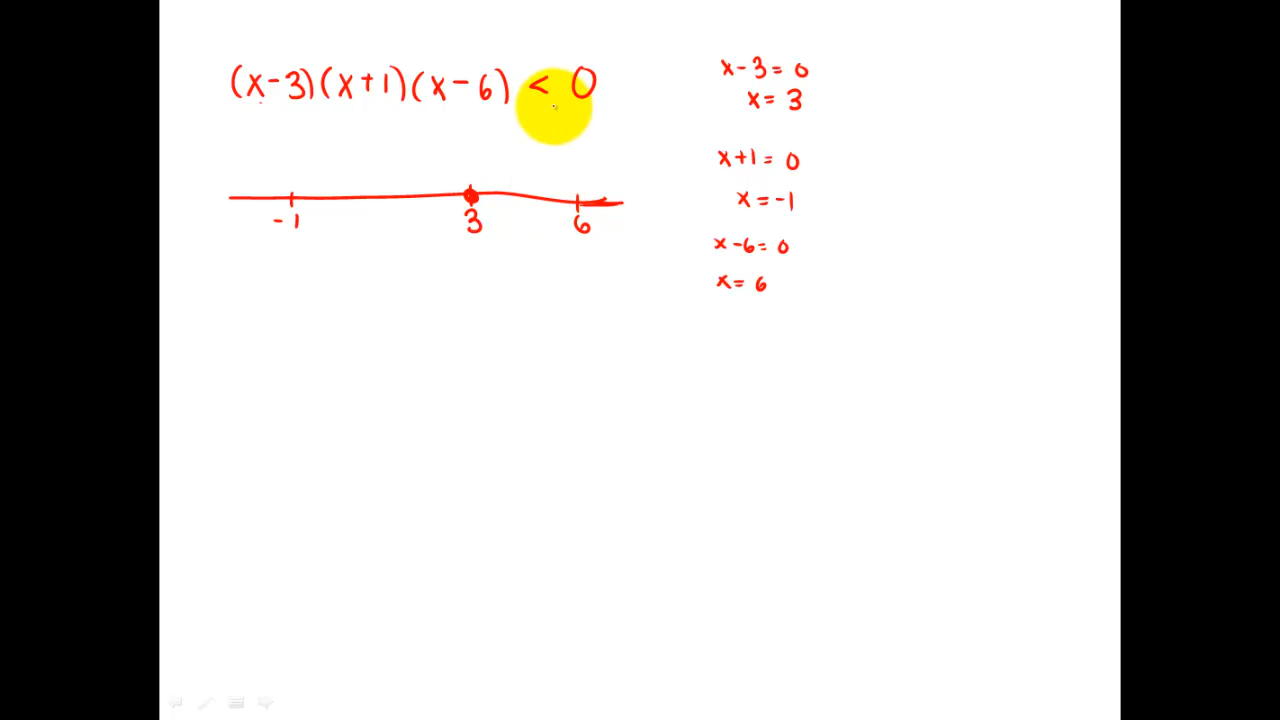 (x-3)(x+1)(x-6) < 0
-1 3 6
x-3=0
x=3
x+1=0
x=-1
x-6=0
x=6